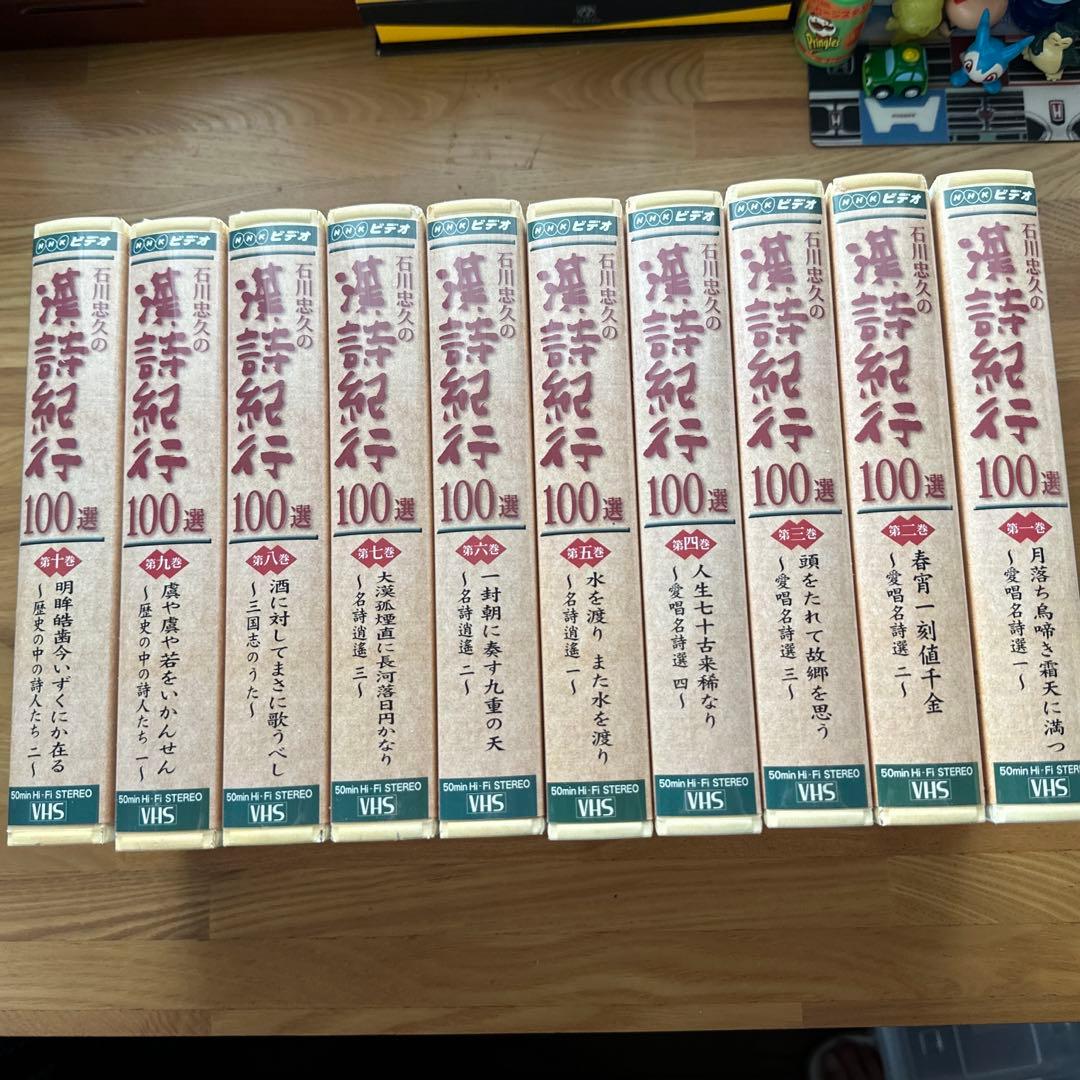 Pringles
NHKビデオ
石川忠久の
漢詩紀行
100選
第十巻
明眸皓歯今いずくにか在る
〜歴史の中の詩人たち 二〜
50min Hi-Fi STEREO
VHS
NHKビデオ
石川忠久の
漢詩紀行
100選
第九巻
虞や虞や若をいかんせん
〜歴史の中の詩人たち 一〜
50min Hi-Fi STEREO
VHS
NHKビデオ
石川忠久の
漢詩紀行
100選
第八巻
酒に対してまさに歌うべし
〜三国志のうた〜
50min Hi-Fi STEREO
VHS
NHKビデオ
石川忠久の
漢詩紀行
100選
第七巻
大漠孤煙直に長河落日円かなり
〜名詩逍遙 三〜
50min Hi-Fi STEREO
VHS
NHKビデオ
石川忠久の
漢詩紀行
100選
第六巻
一封朝に奏す九重の天
〜名詩逍遙 二〜
50min Hi-Fi STEREO
VHS
NHKビデオ
石川忠久の
漢詩紀行
100選
第五巻
水を渡り また水を渡り
〜名詩逍遙 一〜
50min Hi-Fi STEREO
VHS
NHKビデオ
石川忠久の
漢詩紀行
100選
第四巻
人生七十古来稀なり
〜愛唱名詩選 四〜
50min Hi-Fi STEREO
VHS
NHKビデオ
石川忠久の
漢詩紀行
100選
第三巻
頭をたれて故郷を思う
〜愛唱名詩選 三〜
50min Hi-Fi STEREO
VHS
NHKビデオ
石川忠久の
漢詩紀行
100選
第二巻
春宵一刻値千金
〜愛唱名詩選 二〜
50min Hi-Fi STEREO
VHS
NHKビデオ
石川忠久の
漢詩紀行
100選
第一巻
月落ち烏啼き霜天に満つ
〜愛唱名詩選 一〜
50min Hi-Fi STEREO
VHS